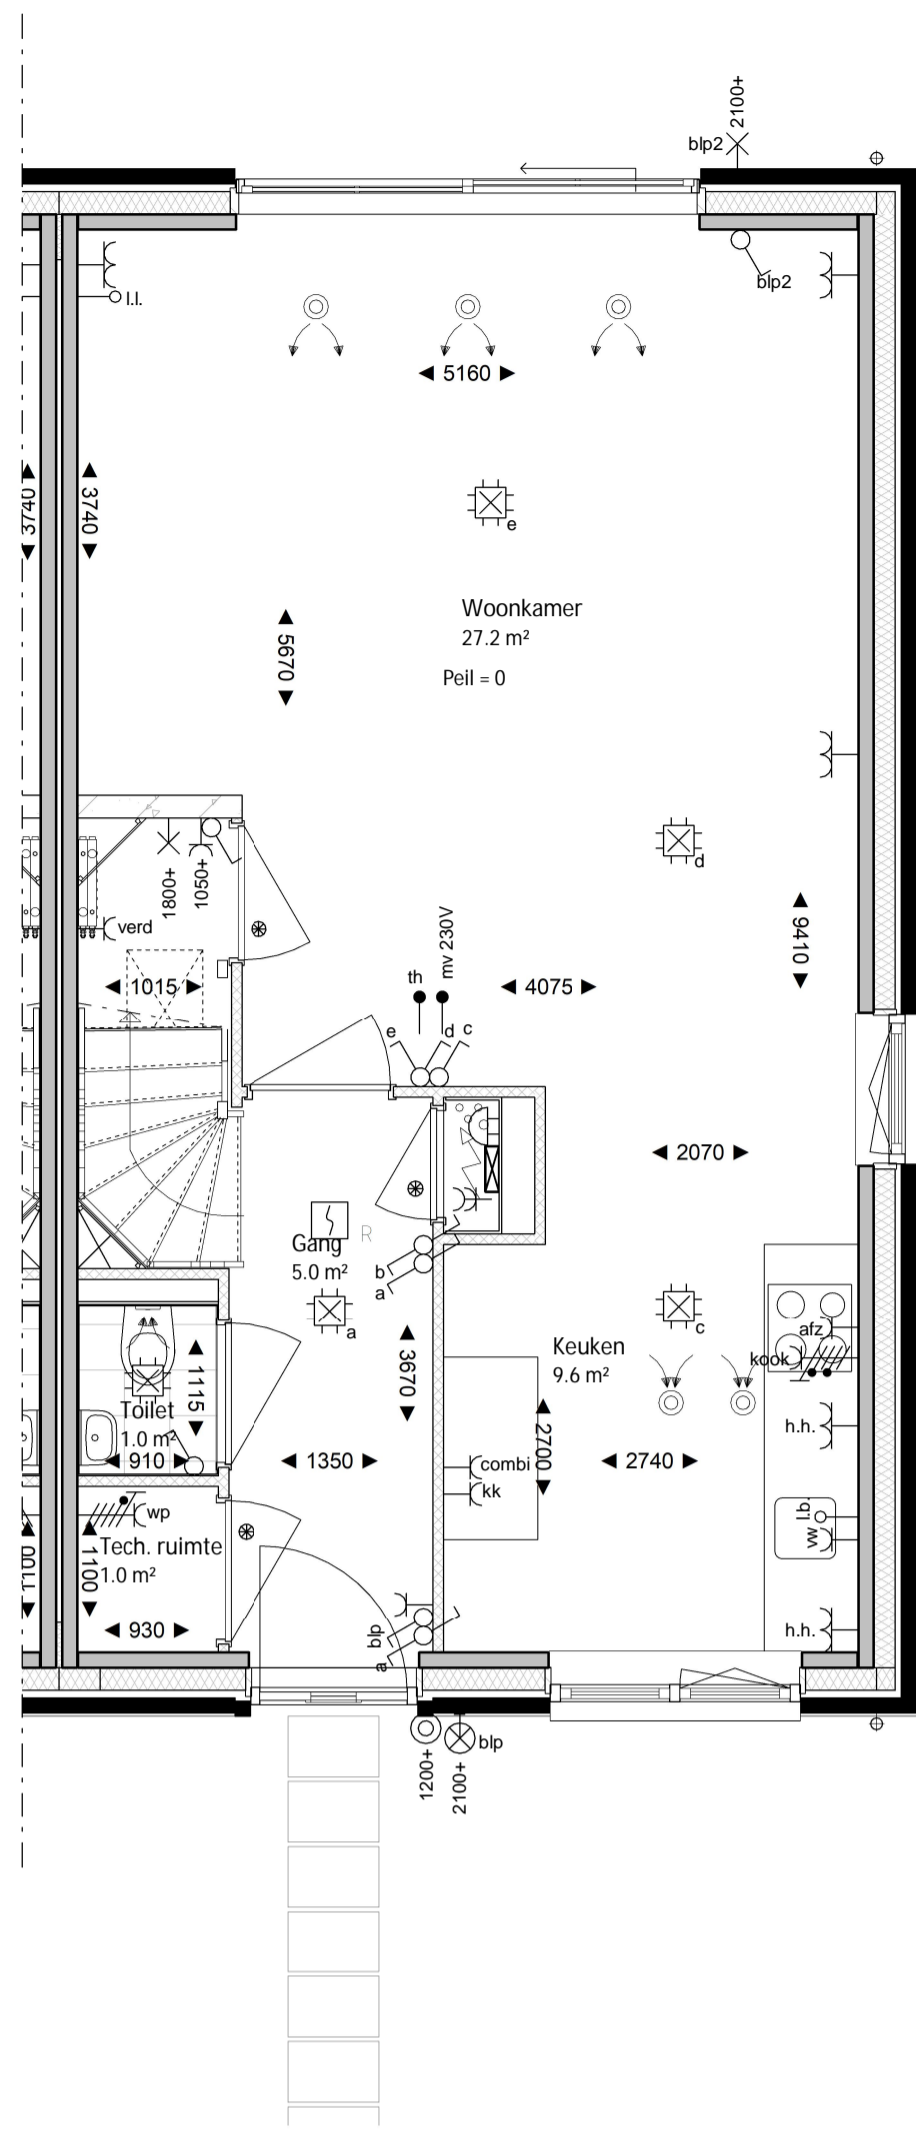 2100+
blp2
blp2
l.l.
5160
3740
3740
e
Woonkamer
27.2 m²
Peil = 0
5670
d
1800+
1050+
verd
9410
mv 230V
th
1015
4075
e
d
c
2070
R
Gang
5.0 m²
b
a
a
c
afz
kook
Keuken
9.6 m²
1115
3670
Toilet
1.0 m²
910
1350
combi
kk
2700
2740
h.h.
wp
l.b.
vv
Tech. ruimte
1.0 m²
1100
1100
930
blp
a
h.h.
1200+
2100+
blp